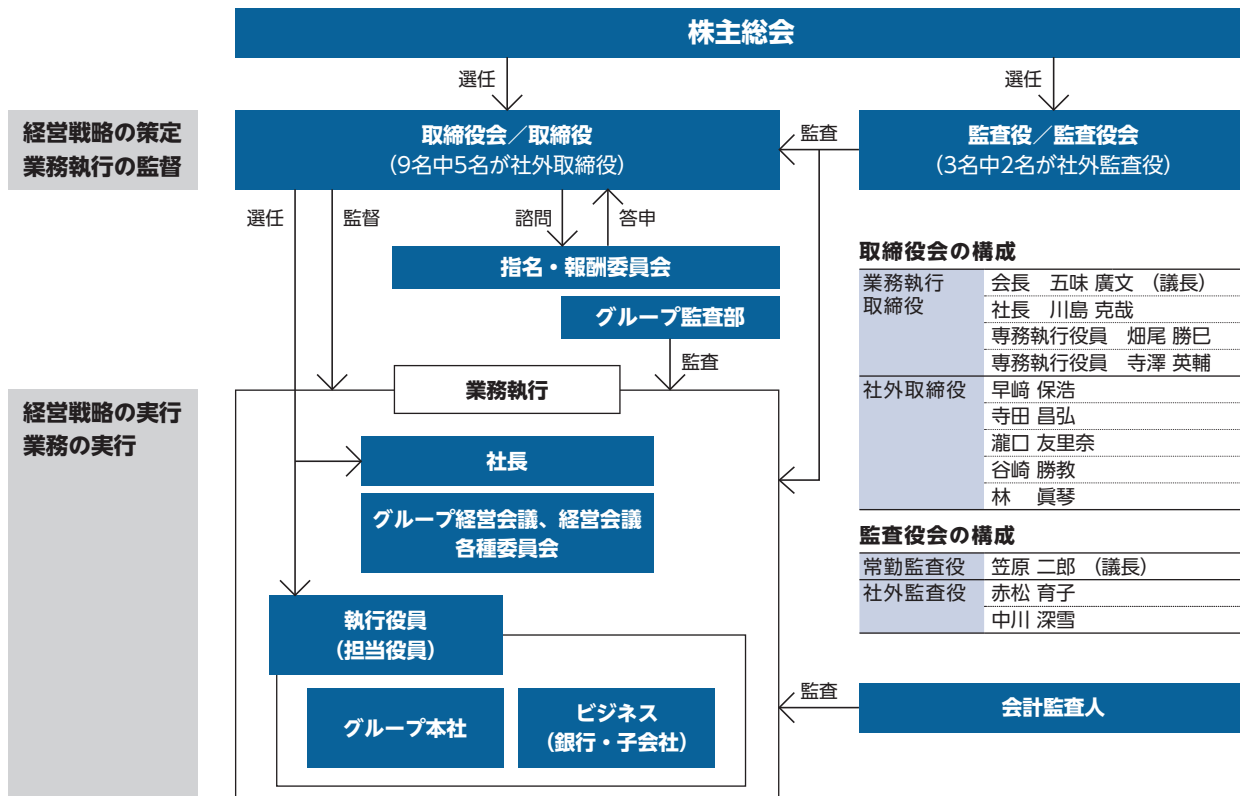 株主総会
選任
選任
経営戦略の策定
業務執行の監督
取締役会／取締役
(9名中5名が社外取締役)
監査
監査役／監査役会
(3名中2名が社外監査役)
選任
監督
諮問
答申
指名・報酬委員会
グループ監査部
監査
取締役会の構成
業務執行
取締役
会長　五味 廣文　(議長)
社長　川島 克哉
専務執行役員　畑尾 勝巳
専務執行役員　寺澤 英輔
社外取締役
早﨑 保浩
寺田 昌弘
瀧口 友里奈
谷崎 勝教
林　眞琴
監査役会の構成
常勤監査役
笠原 二郎　(議長)
社外監査役
赤松 育子
中川 深雪
経営戦略の実行
業務の実行
業務執行
社長
グループ経営会議、経営会議
各種委員会
執行役員
(担当役員)
グループ本社
ビジネス
(銀行・子会社)
監査
会計監査人